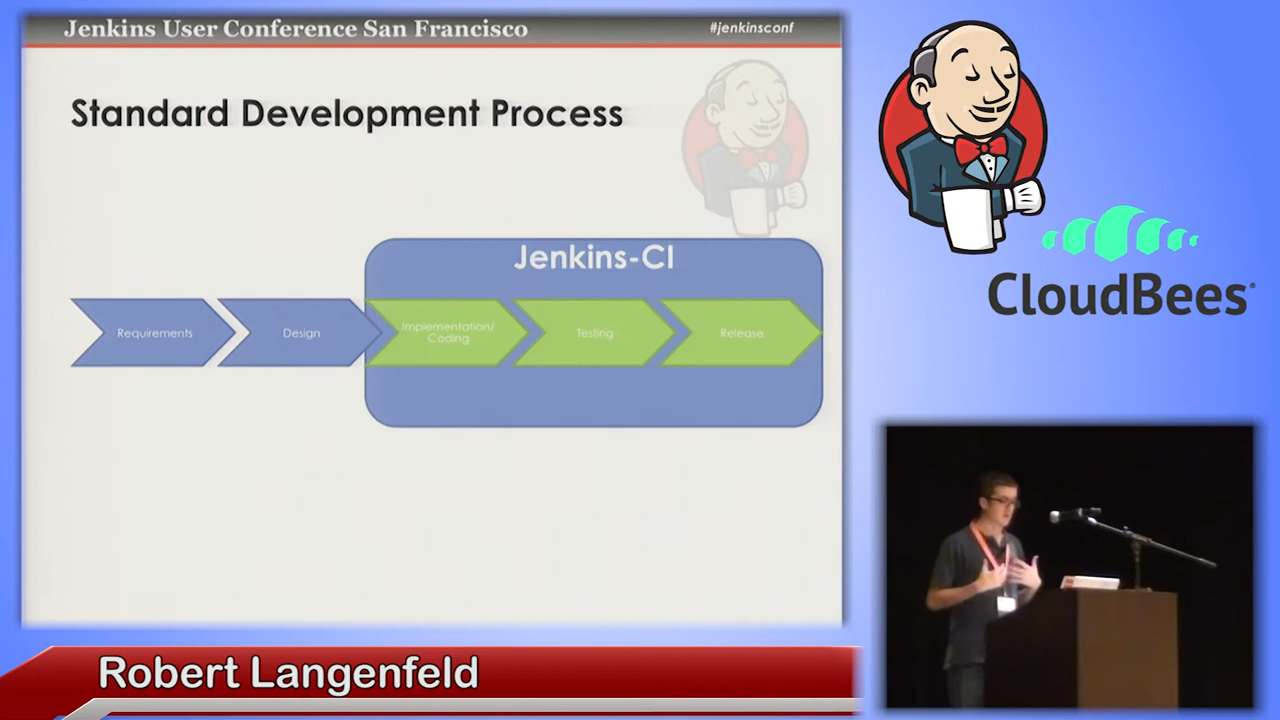 Jenkins User Conference San Francisco
#jenkinsconf
Standard Development Process
Jenkins-CI
Requirements
Design
Implementation/
Coding
Testing
Release
CloudBees
Robert Langenfeld